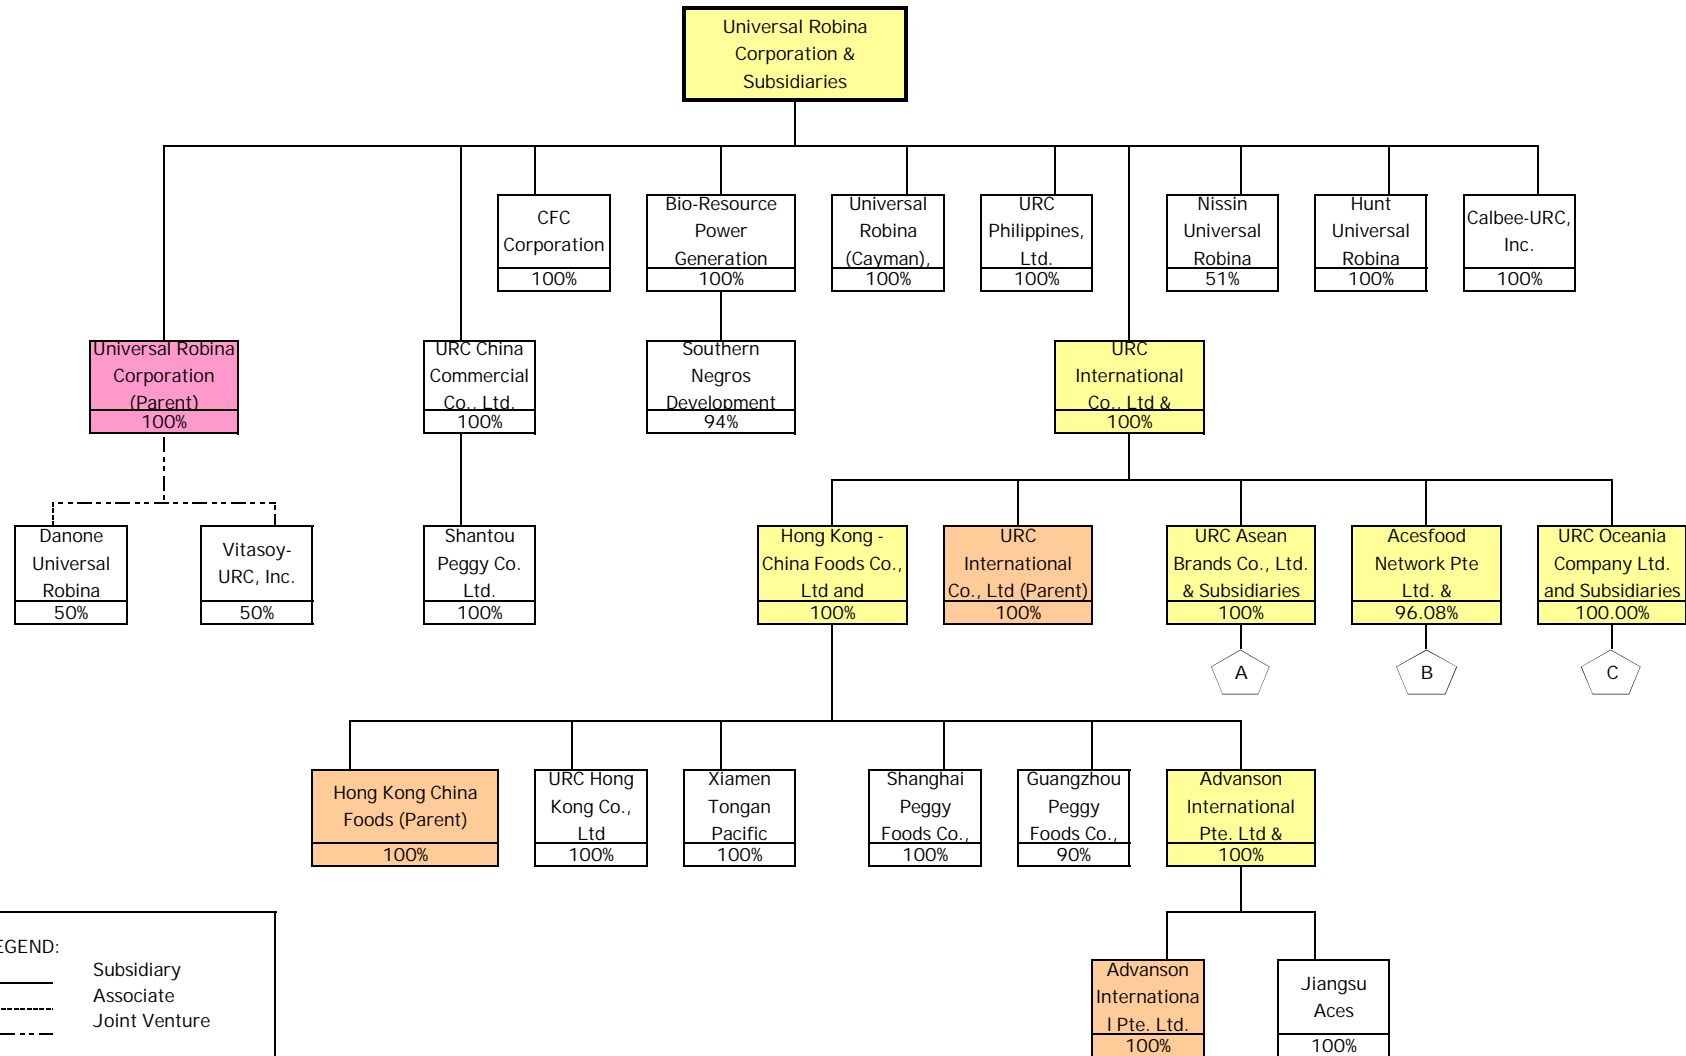 Universal Robina
Corporation &
Subsidiaries
CFC
Corporation
100%
Bio-Resource
Power
Generation
100%
Universal
Robina
(Cayman),
100%
URC
Philippines,
Ltd.
100%
Nissin
Universal
Robina
51%
Hunt
Universal
Robina
100%
Calbee-URC,
Inc.
100%
Universal Robina
Corporation
(Parent)
100%
URC China
Commercial
Co., Ltd.
100%
Southern
Negros
Development
94%
URC
International
Co., Ltd &
100%
Danone
Universal
Robina
50%
Vitasoy-
URC, Inc.
50%
Shantou
Peggy Co.
Ltd.
100%
Hong Kong -
China Foods Co.,
Ltd and
100%
URC
International
Co., Ltd (Parent)
100%
URC Asean
Brands Co., Ltd.
& Subsidiaries
100%
Acesfood
Network Pte
Ltd. &
96.08%
URC Oceania
Company Ltd.
and Subsidiaries
100.00%
A
B
C
Hong Kong China
Foods (Parent)
100%
URC Hong
Kong Co.,
Ltd
100%
Xiamen
Tongan
Pacific
100%
Shanghai
Peggy
Foods Co.,
100%
Guangzhou
Peggy
Foods Co.,
90%
Advanson
International
Pte. Ltd &
100%
Advanson
Internationa
l Pte. Ltd.
100%
Jiangsu
Aces
100%
EGEND:
Subsidiary
Associate
Joint Venture